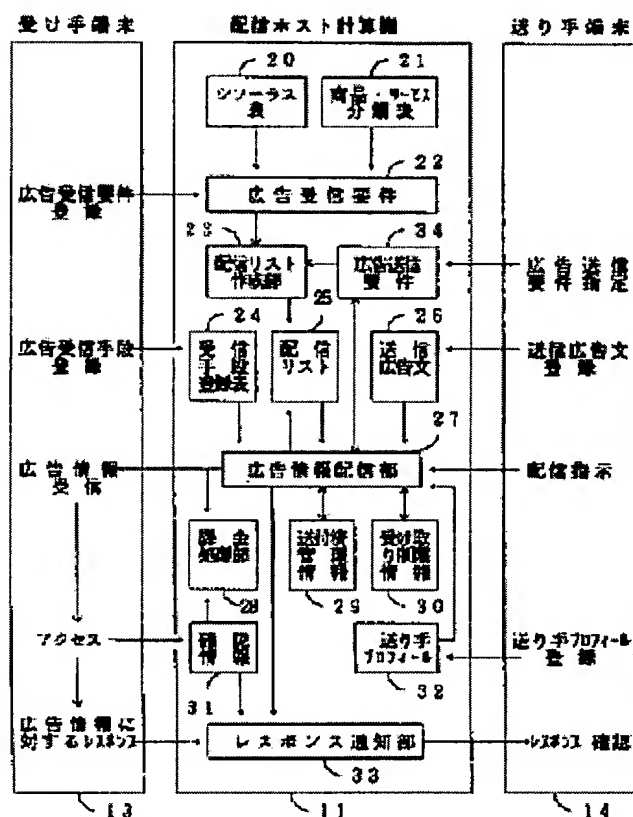 受け手端末
配信ホスト計算機
送り手端末
20
21
シソーラス
表
商品・サービス
分類表
22
広告受信要件
広告受信要件
登録
23
34
配信リスト
作成部
広告送信
要件
広告送信
要件指定
24
25
26
広告受信手段
登録
受信
手段
登録表
配信
リスト
送信
広告文
送信広告文
登録
27
広告情報
受信
広告情報配信部
配信指示
課金
処理部
送付済
管理
情報
受け取
り制限
情報
28
29
30
アクセス
確認
情報
送り手
プロフィール
送り手プロフィール
登録
31
32
広告情報に
対するレスポンス
レスポンス通知部
レスポンス確認
33
13
11
14